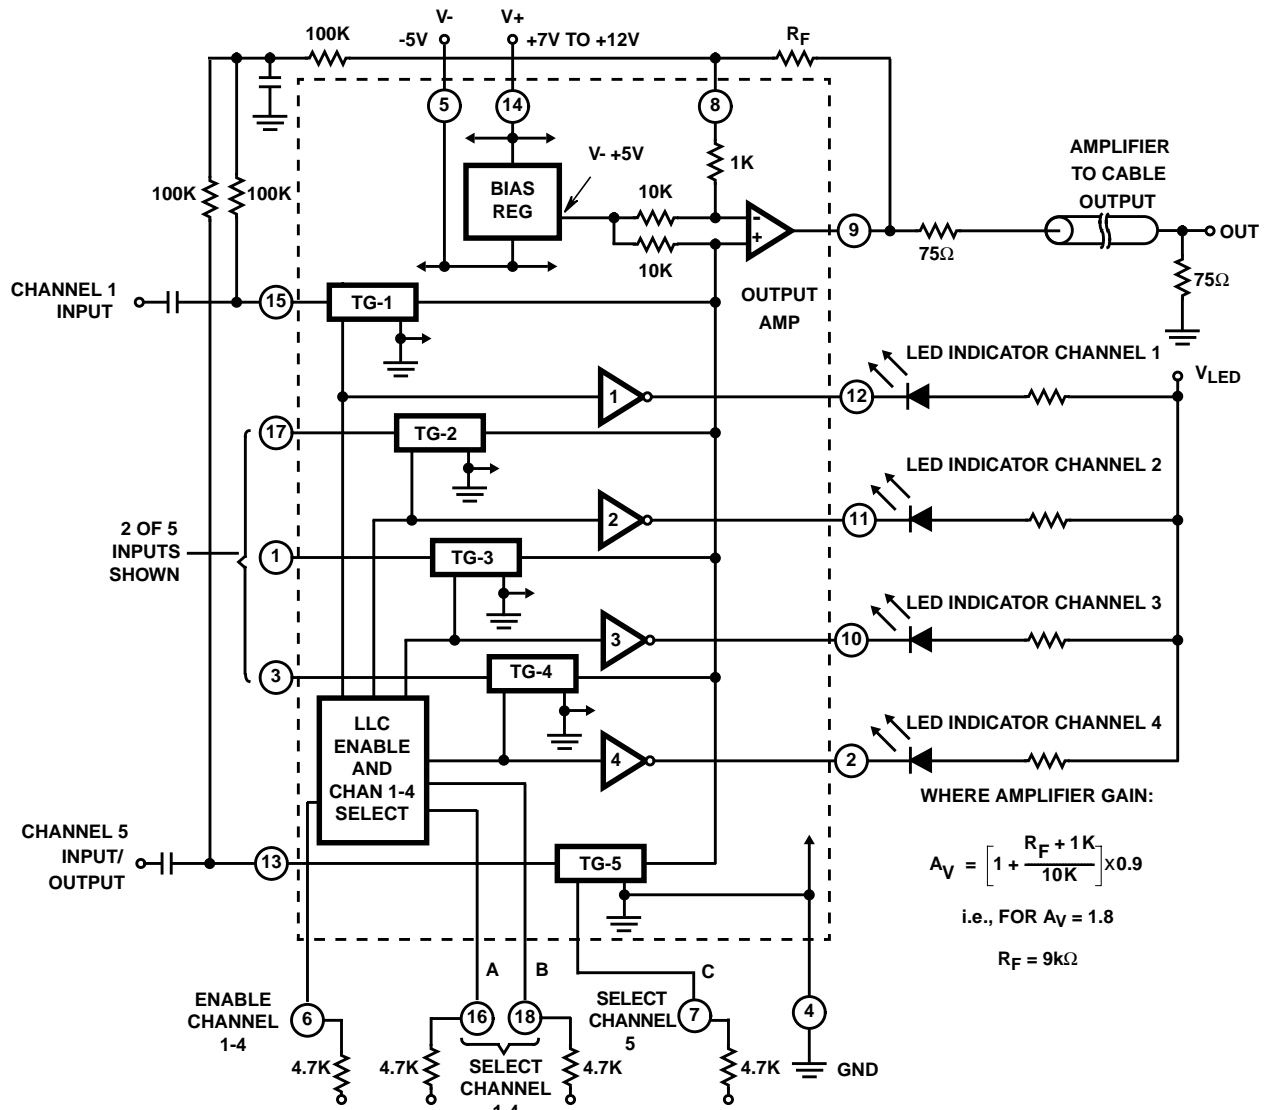 V-
V+
-5V
+7V TO +12V
100K
RF
5
14
8
1K
V- +5V
BIAS
REG
10K
10K
-
+
9
100K
100K
AMPLIFIER
TO CABLE
OUTPUT
75Ω
OUT
75Ω
CHANNEL 1
INPUT
15
TG-1
OUTPUT
AMP
1
12
LED INDICATOR CHANNEL 1
VLED
17
TG-2
2
11
LED INDICATOR CHANNEL 2
2 OF 5
INPUTS
SHOWN
1
TG-3
3
10
LED INDICATOR CHANNEL 3
3
TG-4
4
2
LED INDICATOR CHANNEL 4
LLC
ENABLE
AND
CHAN 1-4
SELECT
WHERE AMPLIFIER GAIN:
AV = [1 + RF + 1K / 10K] X 0.9
i.e., FOR AV = 1.8
RF = 9kΩ
CHANNEL 5
INPUT/
OUTPUT
13
TG-5
A
B
C
ENABLE
CHANNEL
1-4
6
16
18
SELECT
CHANNEL
5
7
4
4.7K
4.7K
SELECT
CHANNEL
1-4
4.7K
4.7K
GND